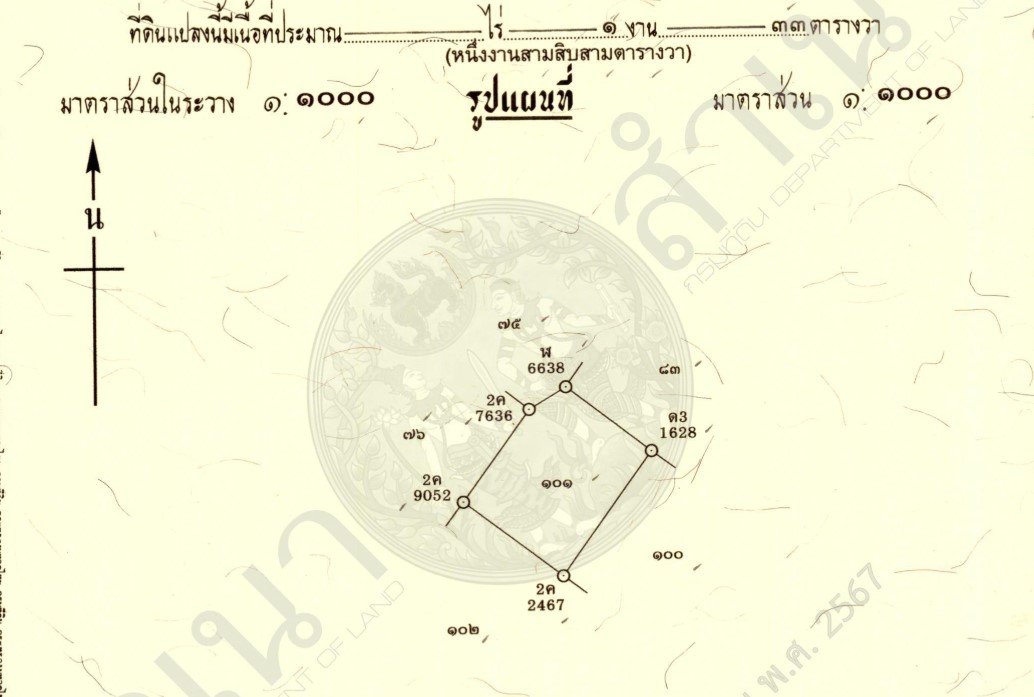 ที่ดินแปลงนี้มีเนื้อที่ประมาณ ไร่ ๑ งาน ๓๓ ตารางวา
(หนึ่งงานสามสิบสามตารางวา)
มาตราส่วนในระวาง ๑: ๑๐๐๐ รูปแผนที่ มาตราส่วน ๑: ๑๐๐๐
น
๗๕
ฬ
6638
๘๓
2ค
7636
ด3
1628
๗๖
2ค
9052
๑๐๑
๑๐๐
2ค
2467
๑๐๒
สำเนา
กรมที่ดิน DEPARTMENT OF LAND
พ.ศ. 2567